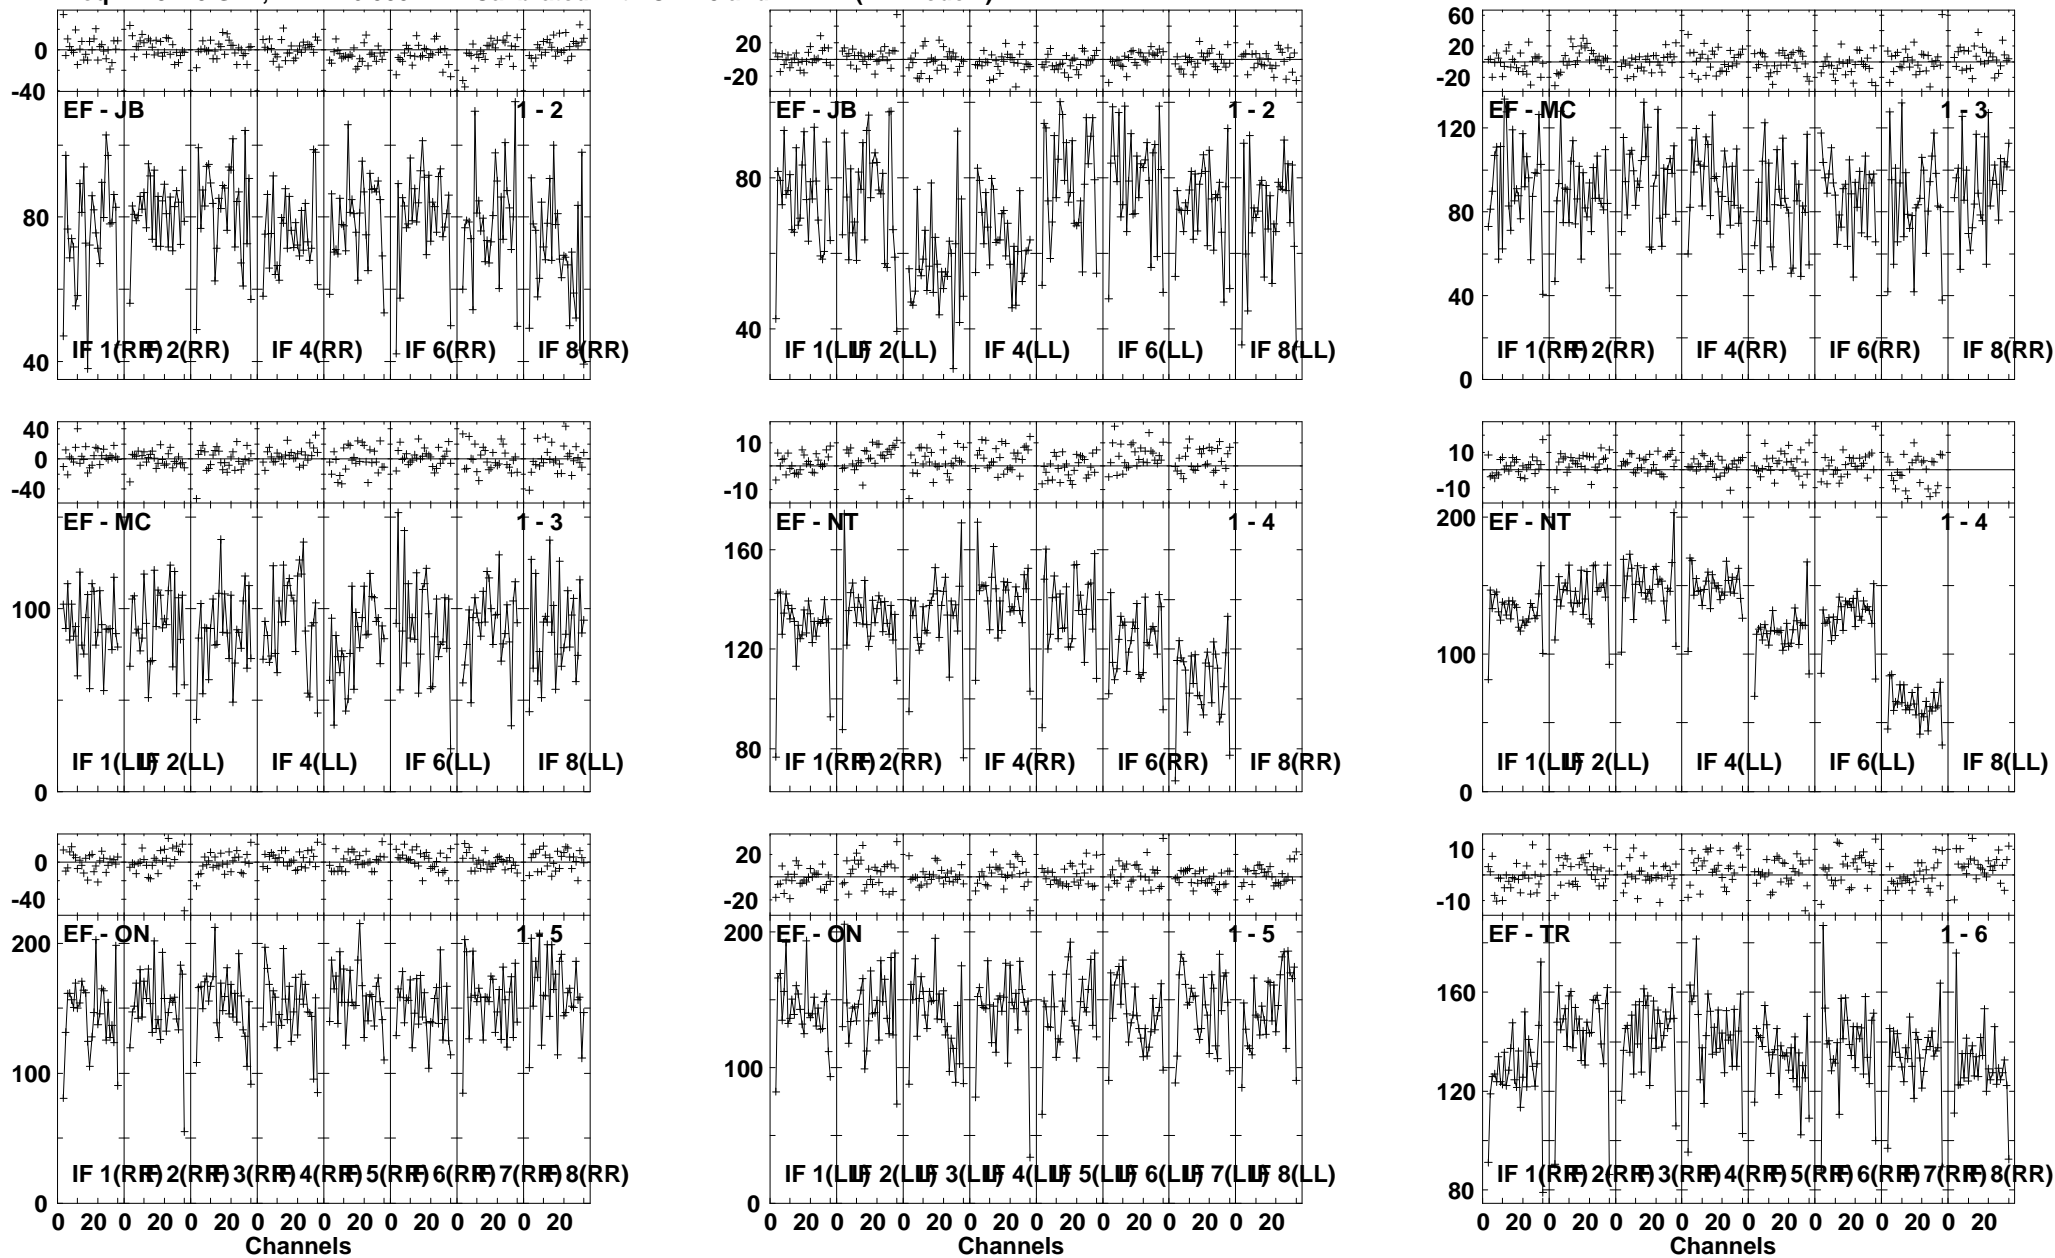 0
-40
EF - JB 1 - 2
80
40
IF 1(RR) IF 2(RR) IF 4(RR) IF 6(RR) IF 8(RR)
20
-20
EF - JB 1 - 2
80
40
IF 1(LL) IF 2(LL) IF 4(LL) IF 6(LL) IF 8(LL)
60
20
-20
EF - MC 1 - 3
120
80
40
0
IF 1(RR) IF 2(RR) IF 4(RR) IF 6(RR) IF 8(RR)
40
0
-40
EF - MC 1 - 3
100
0
IF 1(LL) IF 2(LL) IF 4(LL) IF 6(LL) IF 8(LL)
10
-10
EF - NT 1 - 4
160
120
80
IF 1(RR) IF 2(RR) IF 4(RR) IF 6(RR) IF 8(RR)
10
-10
EF - NT 1 - 4
200
100
0
IF 1(LL) IF 2(LL) IF 4(LL) IF 6(LL) IF 8(LL)
0
-40
EF - ON 1 - 5
200
100
0
IF 1(RR) IF 2(RR) IF 3(RR) IF 4(RR) IF 5(RR) IF 6(RR) IF 7(RR) IF 8(RR)
0 20 0 20 0 20 0 20 0 20 0 20 0 20 0 20
Channels
20
-20
EF - ON 1 - 5
200
100
0
IF 1(LL) IF 2(LL) IF 3(LL) IF 4(LL) IF 5(LL) IF 6(LL) IF 7(LL) IF 8(LL)
0 20 0 20 0 20 0 20 0 20 0 20 0 20 0 20
Channels
10
-10
EF - TR 1 - 6
160
120
80
IF 1(RR) IF 2(RR) IF 3(RR) IF 4(RR) IF 5(RR) IF 6(RR) IF 7(RR) IF 8(RR)
0 20 0 20 0 20 0 20 0 20 0 20 0 20 0 20
Channels